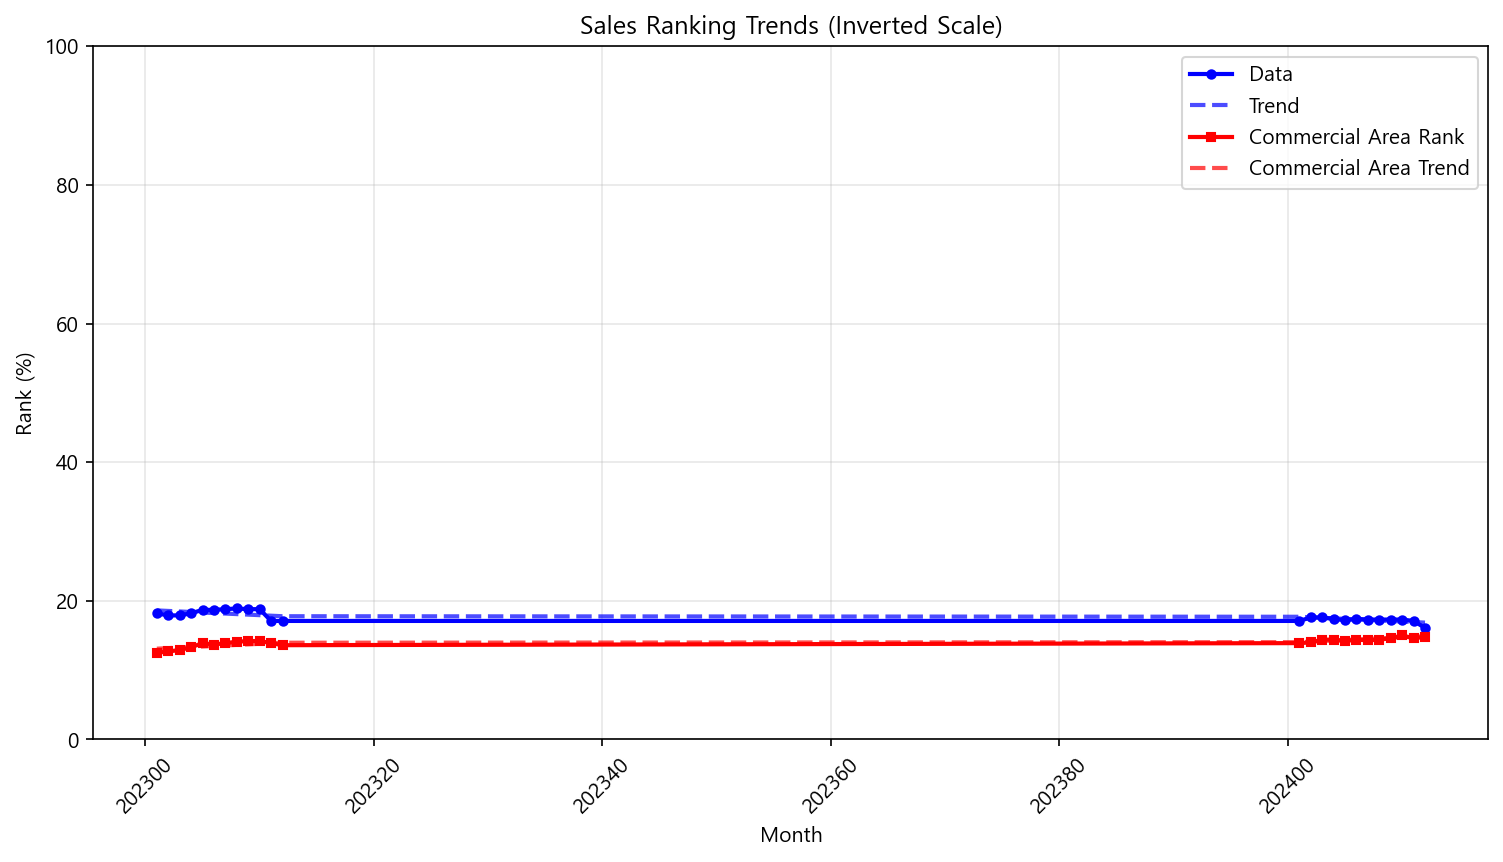 Sales Ranking Trends (Inverted Scale)
100
80
60
40
20
0
Rank (%)
Data
Trend
Commercial Area Rank
Commercial Area Trend
202300
202320
202340
202360
202380
202400
Month